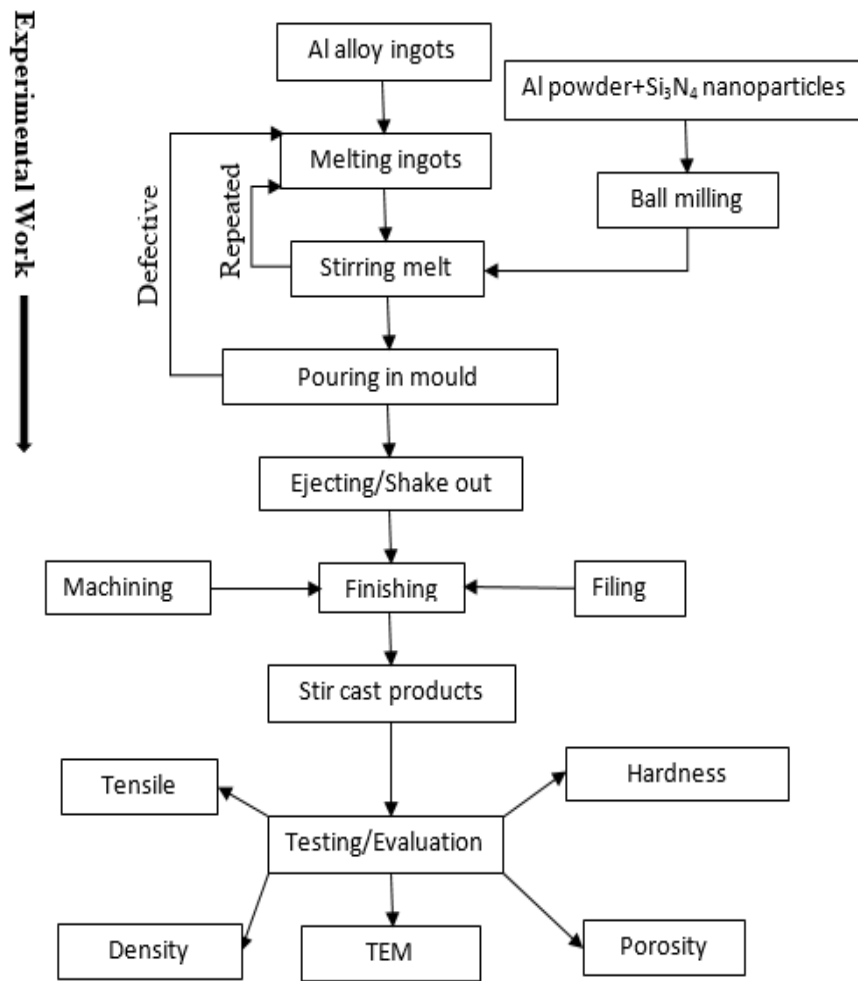 Experimental Work
Al alloy ingots
Al powder+Si₃N₄ nanoparticles
Melting ingots
Ball milling
Defective
Repeated
Stirring melt
Pouring in mould
Ejecting/Shake out
Machining
Finishing
Filing
Stir cast products
Tensile
Hardness
Testing/Evaluation
Density
TEM
Porosity